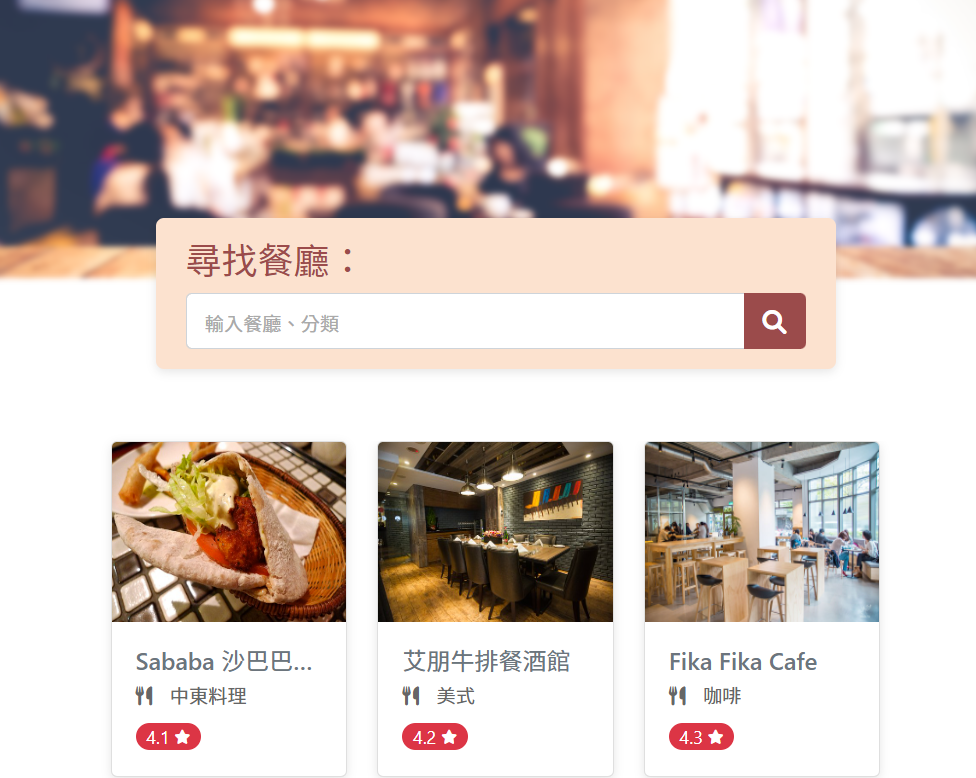 尋找餐廳：
輸入餐廳、分類
Sababa 沙巴巴...
中東料理
4.1
艾朋牛排餐酒館
美式
4.2
Fika Fika Cafe
咖啡
4.3